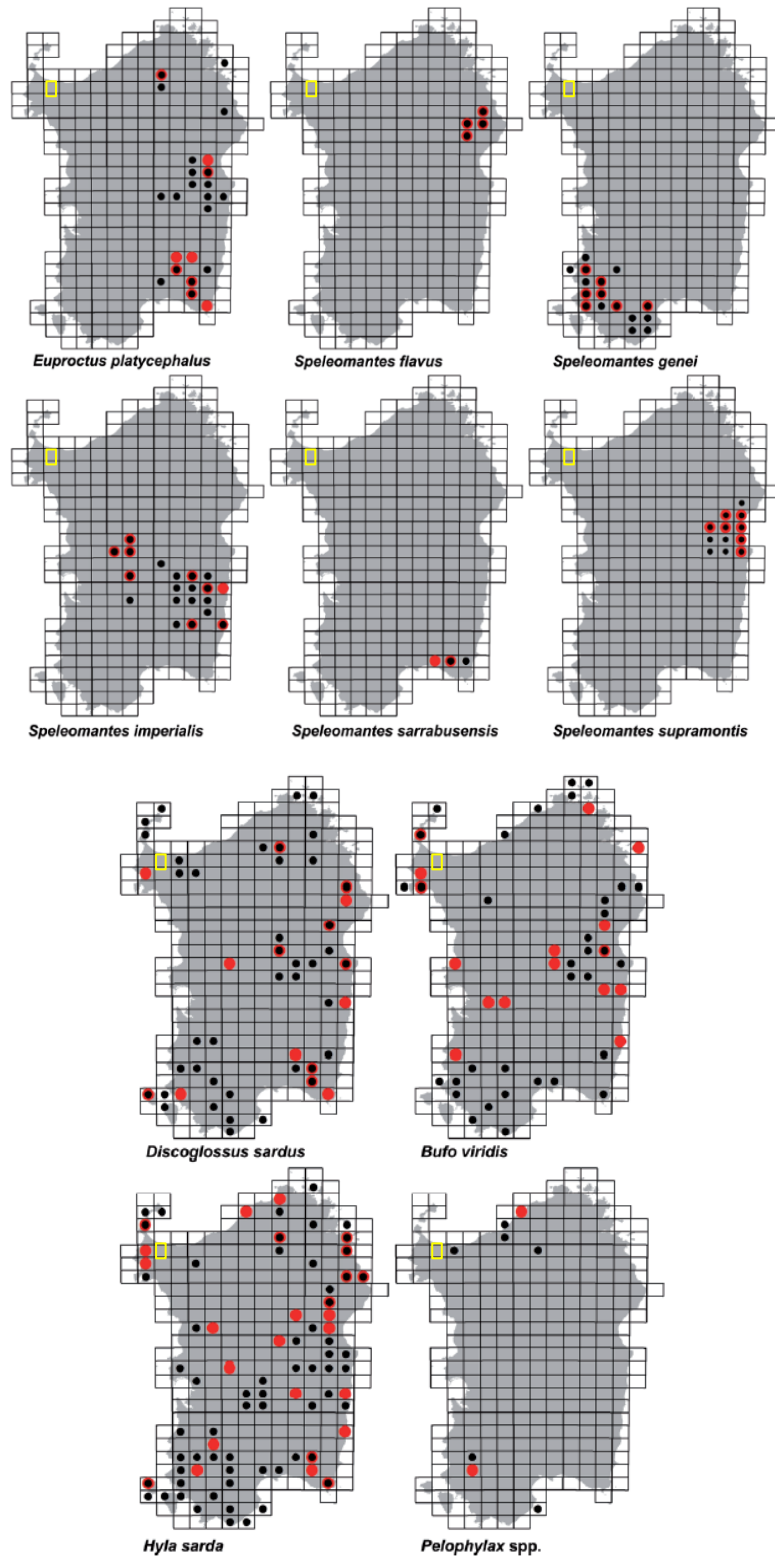 Euproctus platycephalus
Speleomantes flavus
Speleomantes genei
Speleomantes imperialis
Speleomantes sarrabusensis
Speleomantes supramontis
Discoglossus sardus
Bufo viridis
Hyla sarda
Pelophylax spp.